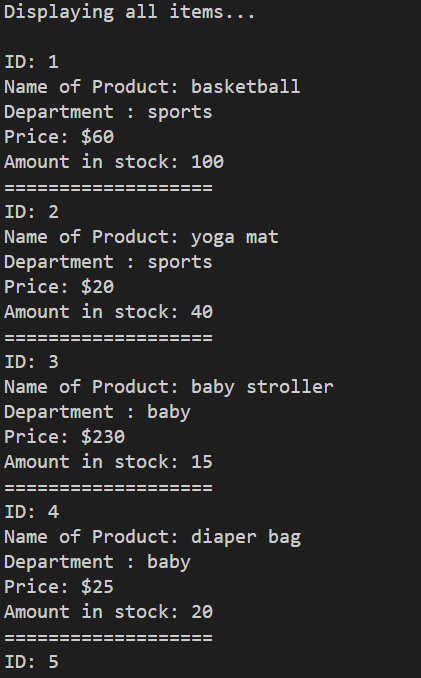 Displaying all items...
ID: 1
Name of Product: basketball
Department : sports
Price: $60
Amount in stock: 100
===================
ID: 2
Name of Product: yoga mat
Department : sports
Price: $20
Amount in stock: 40
===================
ID: 3
Name of Product: baby stroller
Department : baby
Price: $230
Amount in stock: 15
===================
ID: 4
Name of Product: diaper bag
Department : baby
Price: $25
Amount in stock: 20
===================
ID: 5